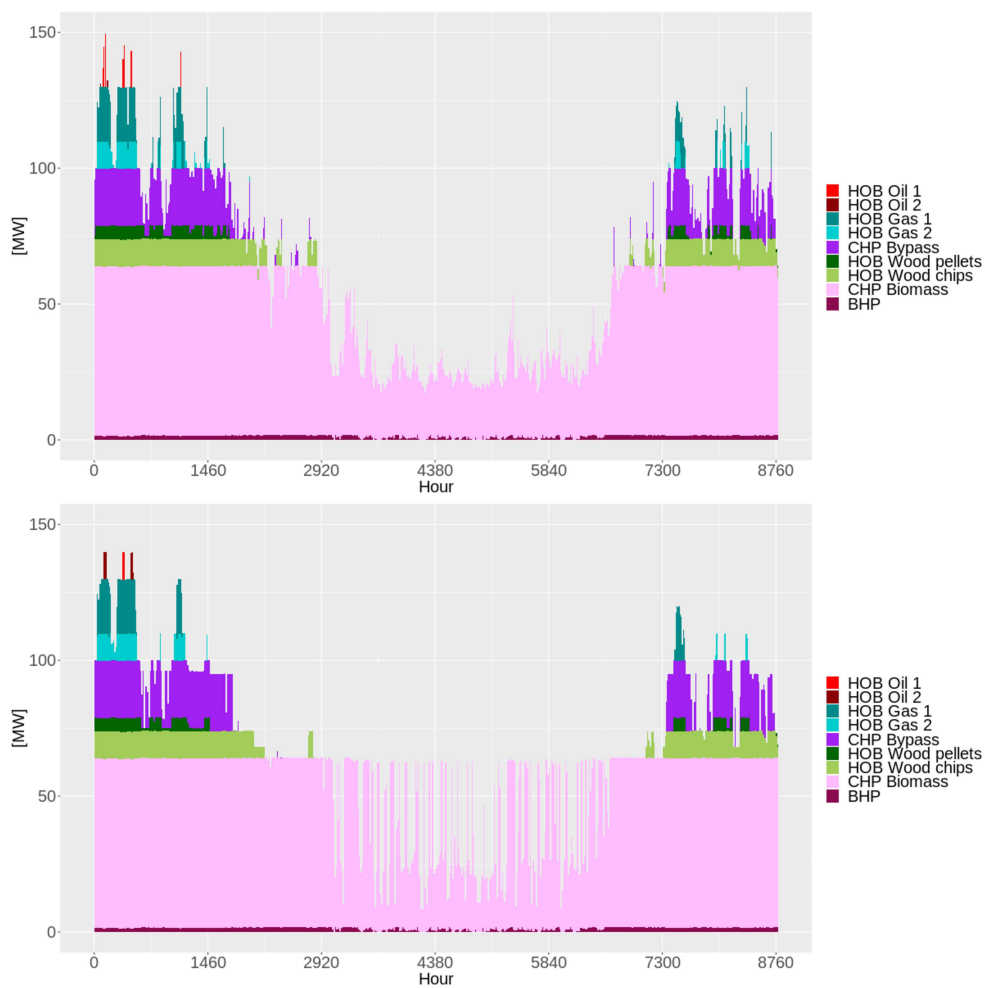 150
100
50
0
[MW]
0 1460 2920 4380 5840 7300 8760
Hour
HOB Oil 1
HOB Oil 2
HOB Gas 1
HOB Gas 2
CHP Bypass
HOB Wood pellets
HOB Wood chips
CHP Biomass
BHP
150
100
50
0
[MW]
0 1460 2920 4380 5840 7300 8760
Hour
HOB Oil 1
HOB Oil 2
HOB Gas 1
HOB Gas 2
CHP Bypass
HOB Wood pellets
HOB Wood chips
CHP Biomass
BHP